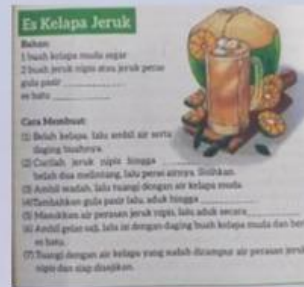 Es Kelapa Jeruk
Bahan:
1 buah kelapa muda segar
2 buah jeruk nipis atau jeruk peras
gula pasir
es batu
Cara Membuat:
(1) Belah kelapa, lalu ambil air serta
daging buahnya.
(2) Cucilah jeruk nipis hingga
belah dua melintang, lalu peras airnya. Sisihkan.
(3) Ambil wadah, lalu tuangi dengan air kelapa muda.
(4) Tambahkan gula pasir lalu, aduk hingga
(5) Masukkan air perasan jeruk nipis, lalu aduk secara
(6) Ambil gelas saji, lalu isi dengan daging buah kelapa muda dan
es batu.
(7) Tuangi dengan air kelapa yang sudah dicampur air perasan jeruk
nipis dan siap disajikan.